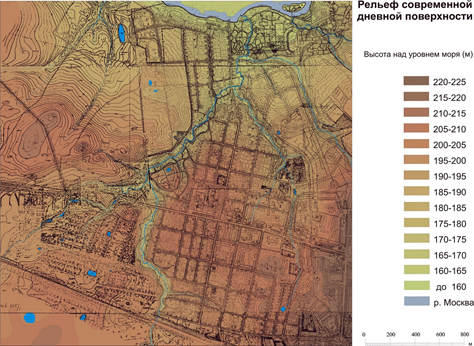 Рельеф современной
дневной поверхности
Высота над уровнем моря (м)
220-225
215-220
210-215
205-210
200-205
195-200
190-195
185-190
180-185
175-180
170-175
165-170
160-165
до 160
р. Москва
0 200 400 600 800
м